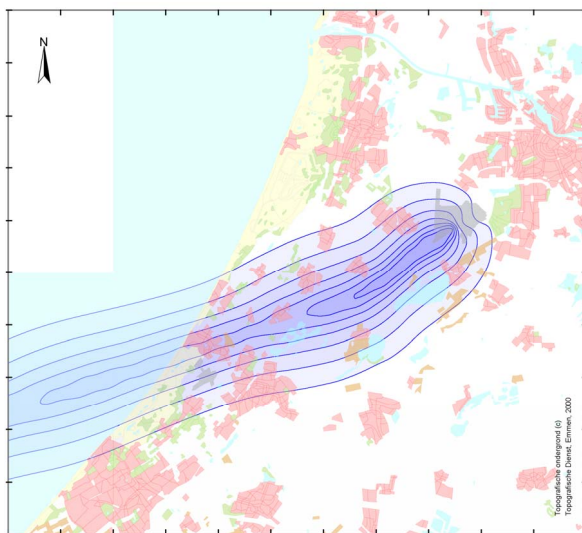 N
Topografische ondergrond (c)
Topografische Dienst, Emmen, 2000